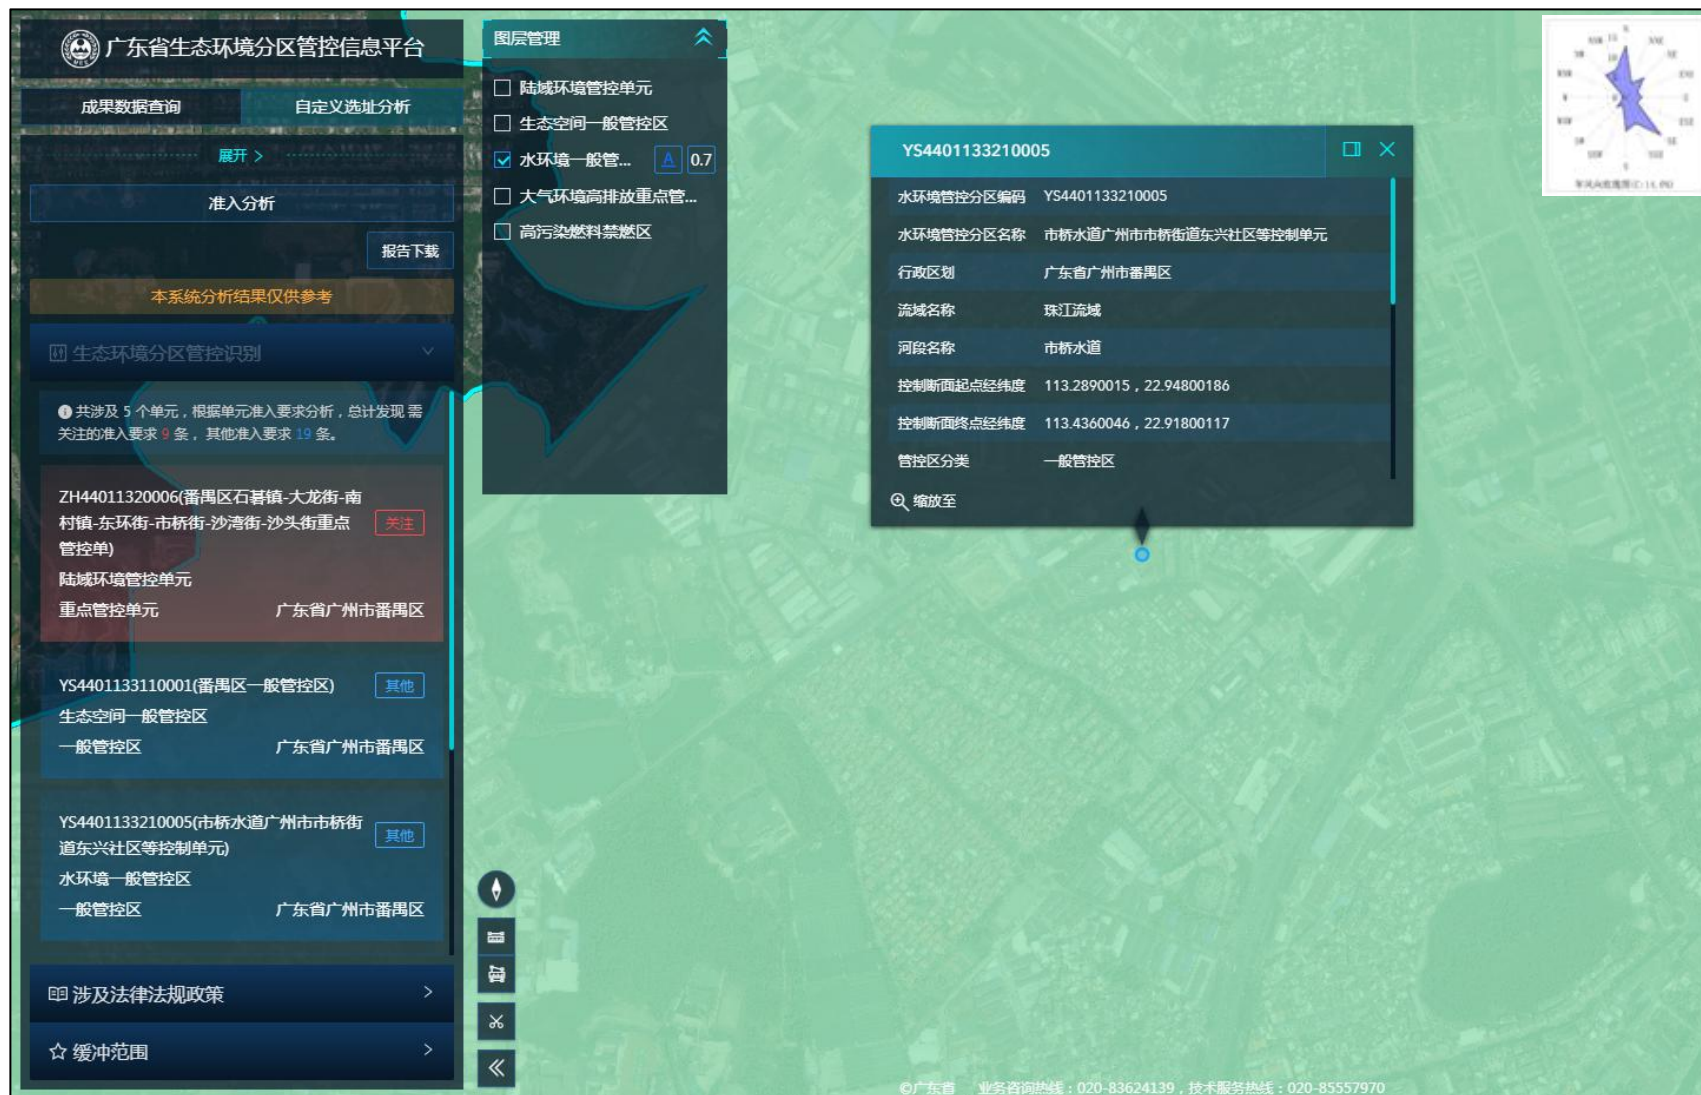 广东省生态环境分区管控信息平台
成果数据查询
自定义选址分析
展开 >
准入分析
报告下载
本系统分析结果仅供参考
生态环境分区管控识别
共涉及 5 个单元，根据单元准入要求分析，总计发现 需
关注的准入要求 9 条， 其他准入要求 19 条。
ZH44011320006(番禺区石碁镇-大龙街-南
村镇-东环街-市桥街-沙湾街-沙头街重点
管控单)
关注
陆域环境管控单元
重点管控单元
广东省广州市番禺区
YS4401133110001(番禺区一般管控区)
其他
生态空间一般管控区
一般管控区
广东省广州市番禺区
YS4401133210005(市桥水道广州市市桥街
道东兴社区等控制单元)
其他
水环境一般管控区
一般管控区
广东省广州市番禺区
涉及法律法规政策
缓冲范围
图层管理
陆域环境管控单元
生态空间一般管控区
水环境一般管... A 0.7
大气环境高排放重点管...
高污染燃料禁燃区
YS4401133210005
水环境管控分区编码 YS4401133210005
水环境管控分区名称 市桥水道广州市市桥街道东兴社区等控制单元
行政区划 广东省广州市番禺区
流域名称 珠江流域
河段名称 市桥水道
控制断面起点经纬度 113.2890015，22.94800186
控制断面终点经纬度 113.4360046，22.91800117
管控区分类 一般管控区
缩放至
©广东省 业务咨询热线：020-83624139，技术服务热线：020-85557970